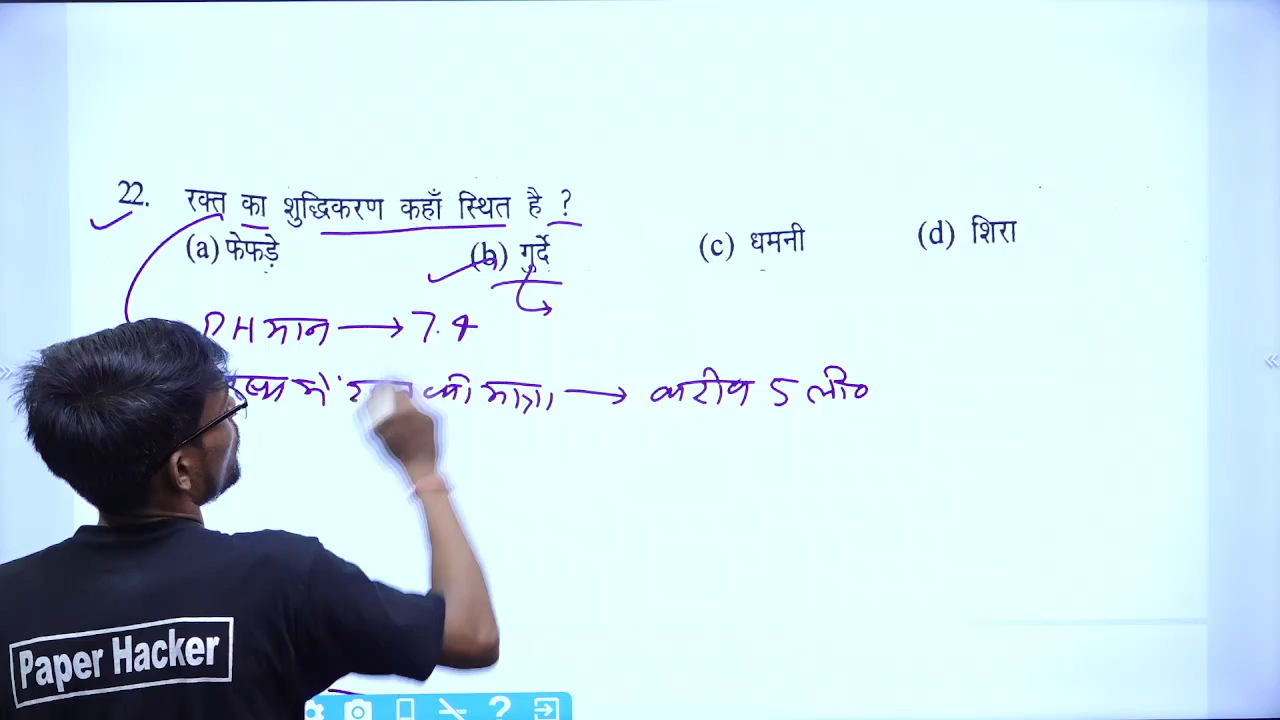 22. रक्त का शुद्धिकरण कहाँ स्थित है ?
(a) फेफड़े (b) गुर्दे (c) धमनी (d) शिरा
PH मान → 7.4
में की मात्रा → करीब 5 ली०
Paper Hacker